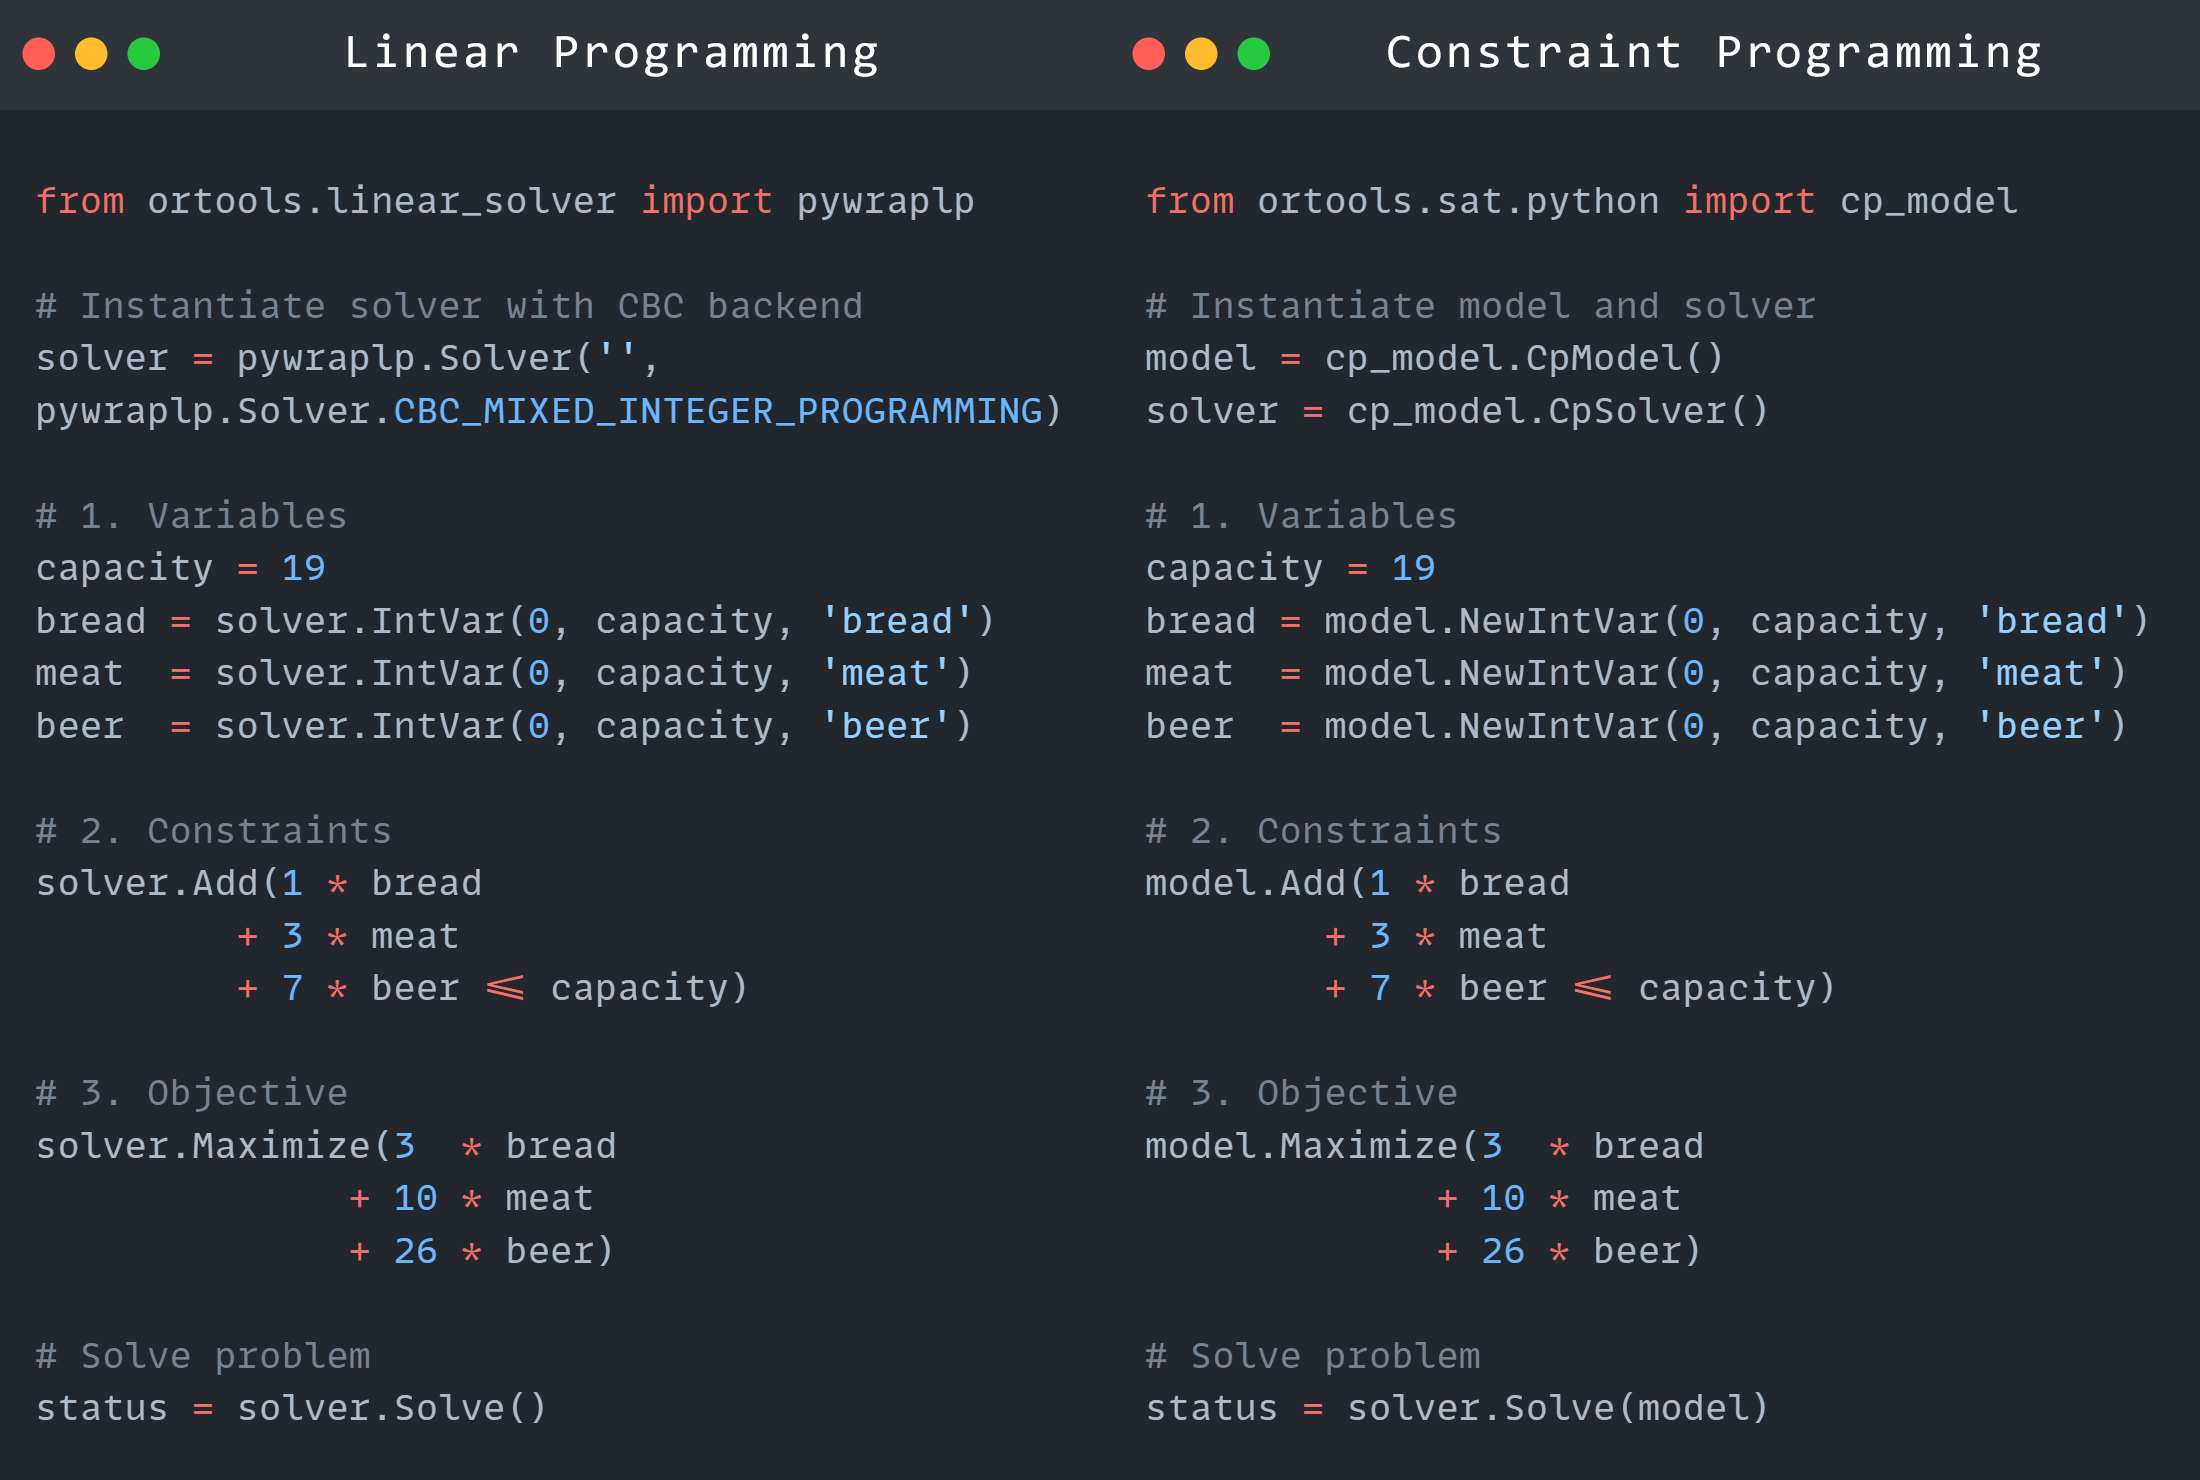 Linear Programming
from ortools.linear_solver import pywraplp
# Instantiate solver with CBC backend
solver = pywraplp.Solver('',
pywraplp.Solver.CBC_MIXED_INTEGER_PROGRAMMING)
# 1. Variables
capacity = 19
bread = solver.IntVar(0, capacity, 'bread')
meat  = solver.IntVar(0, capacity, 'meat')
beer  = solver.IntVar(0, capacity, 'beer')
# 2. Constraints
solver.Add(1 * bread
         + 3 * meat
         + 7 * beer <= capacity)
# 3. Objective
solver.Maximize(3  * bread
              + 10 * meat
              + 26 * beer)
# Solve problem
status = solver.Solve()
Constraint Programming
from ortools.sat.python import cp_model
# Instantiate model and solver
model = cp_model.CpModel()
solver = cp_model.CpSolver()
# 1. Variables
capacity = 19
bread = model.NewIntVar(0, capacity, 'bread')
meat  = model.NewIntVar(0, capacity, 'meat')
beer  = model.NewIntVar(0, capacity, 'beer')
# 2. Constraints
model.Add(1 * bread
        + 3 * meat
        + 7 * beer <= capacity)
# 3. Objective
model.Maximize(3  * bread
             + 10 * meat
             + 26 * beer)
# Solve problem
status = solver.Solve(model)